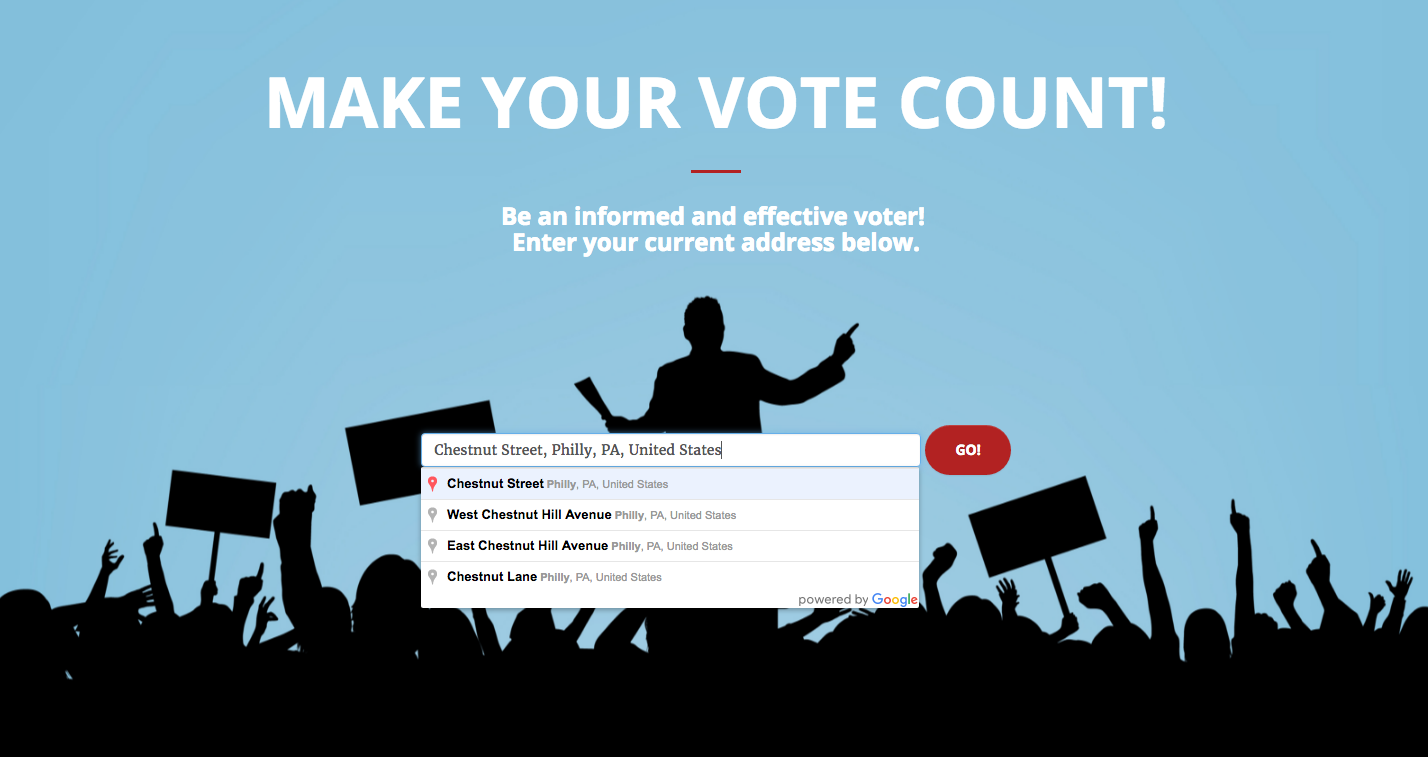 MAKE YOUR VOTE COUNT!
Be an informed and effective voter!
Enter your current address below.
Chestnut Street, Philly, PA, United States
GO!
Chestnut Street Philly, PA, United States
West Chestnut Hill Avenue Philly, PA, United States
East Chestnut Hill Avenue Philly, PA, United States
Chestnut Lane Philly, PA, United States
powered by Google